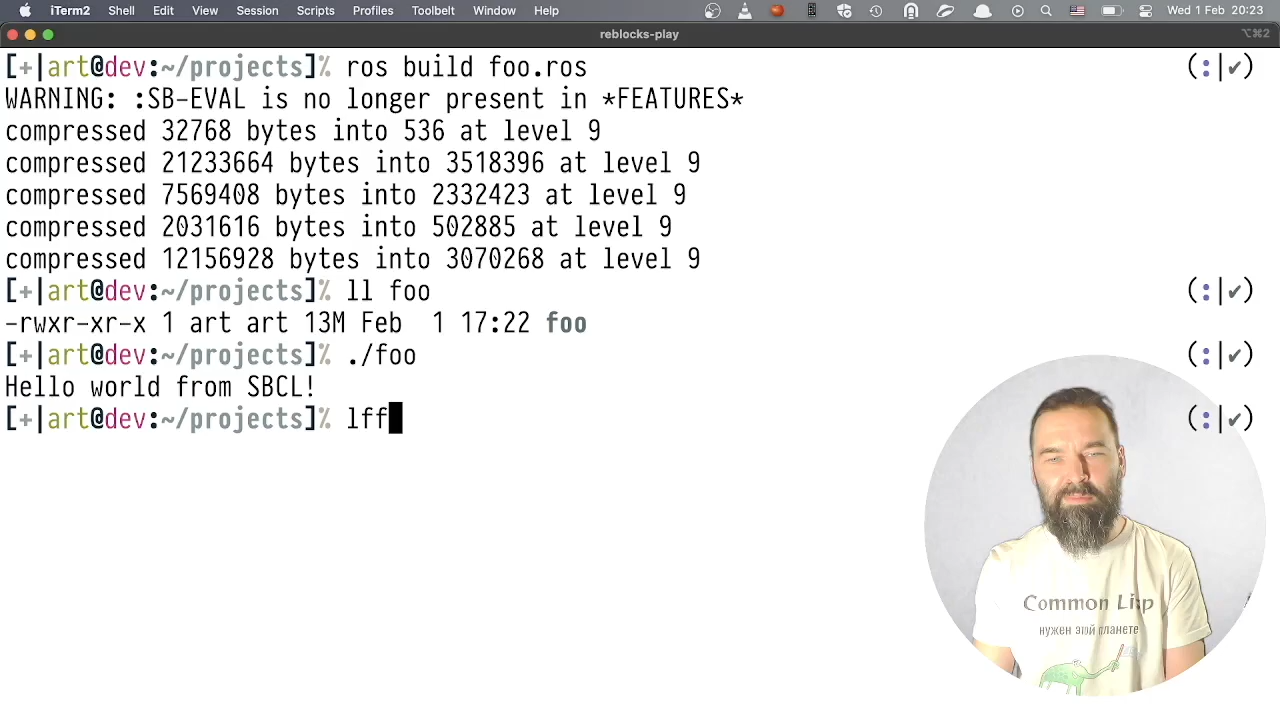 iTerm2 Shell Edit View Session Scripts Profiles Toolbelt Window Help Wed 1 Feb 20:23
reblocks-play ⌥⌘2
[+|art@dev:~/projects]% ros build foo.ros (:|✔)
WARNING: :SB-EVAL is no longer present in *FEATURES*
compressed 32768 bytes into 536 at level 9
compressed 21233664 bytes into 3518396 at level 9
compressed 7569408 bytes into 2332423 at level 9
compressed 2031616 bytes into 502885 at level 9
compressed 12156928 bytes into 3070268 at level 9
[+|art@dev:~/projects]% ll foo (:|✔)
-rwxr-xr-x 1 art art 13M Feb  1 17:22 foo
[+|art@dev:~/projects]% ./foo (:|✔)
Hello world from SBCL!
[+|art@dev:~/projects]% lff (:|✔)
Common Lisp
нужен этой планете